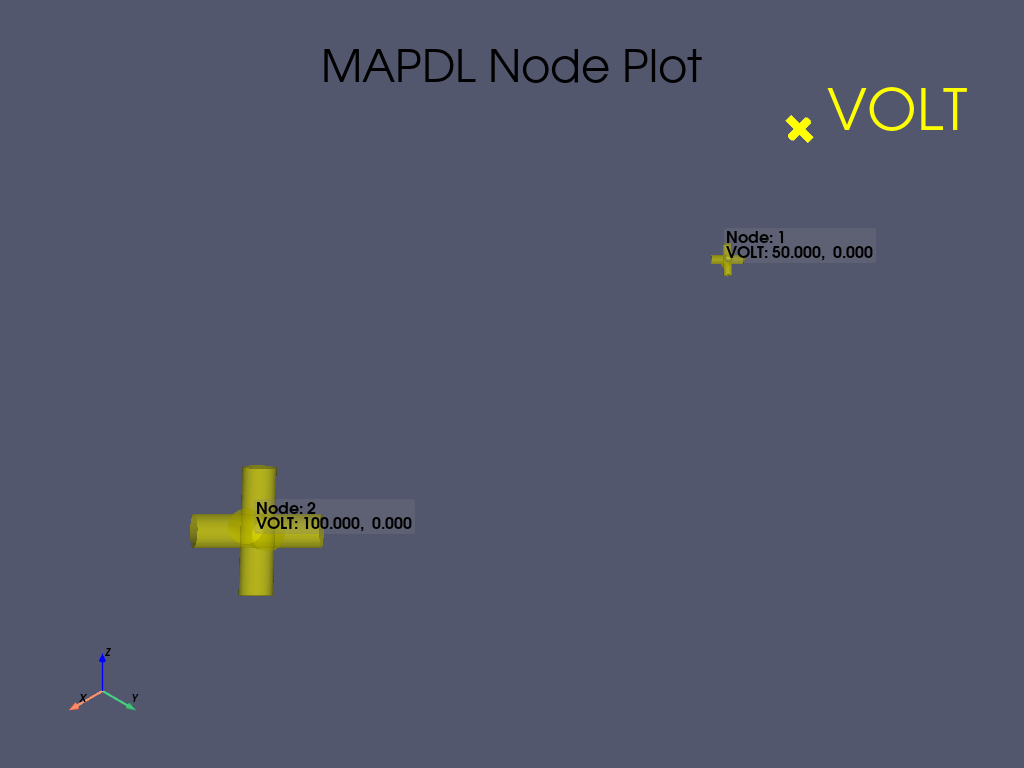 MAPDL Node Plot
VOLT
Node: 1
VOLT: 50.000, 0.000
Node: 2
VOLT: 100.000, 0.000
Z
X
Y